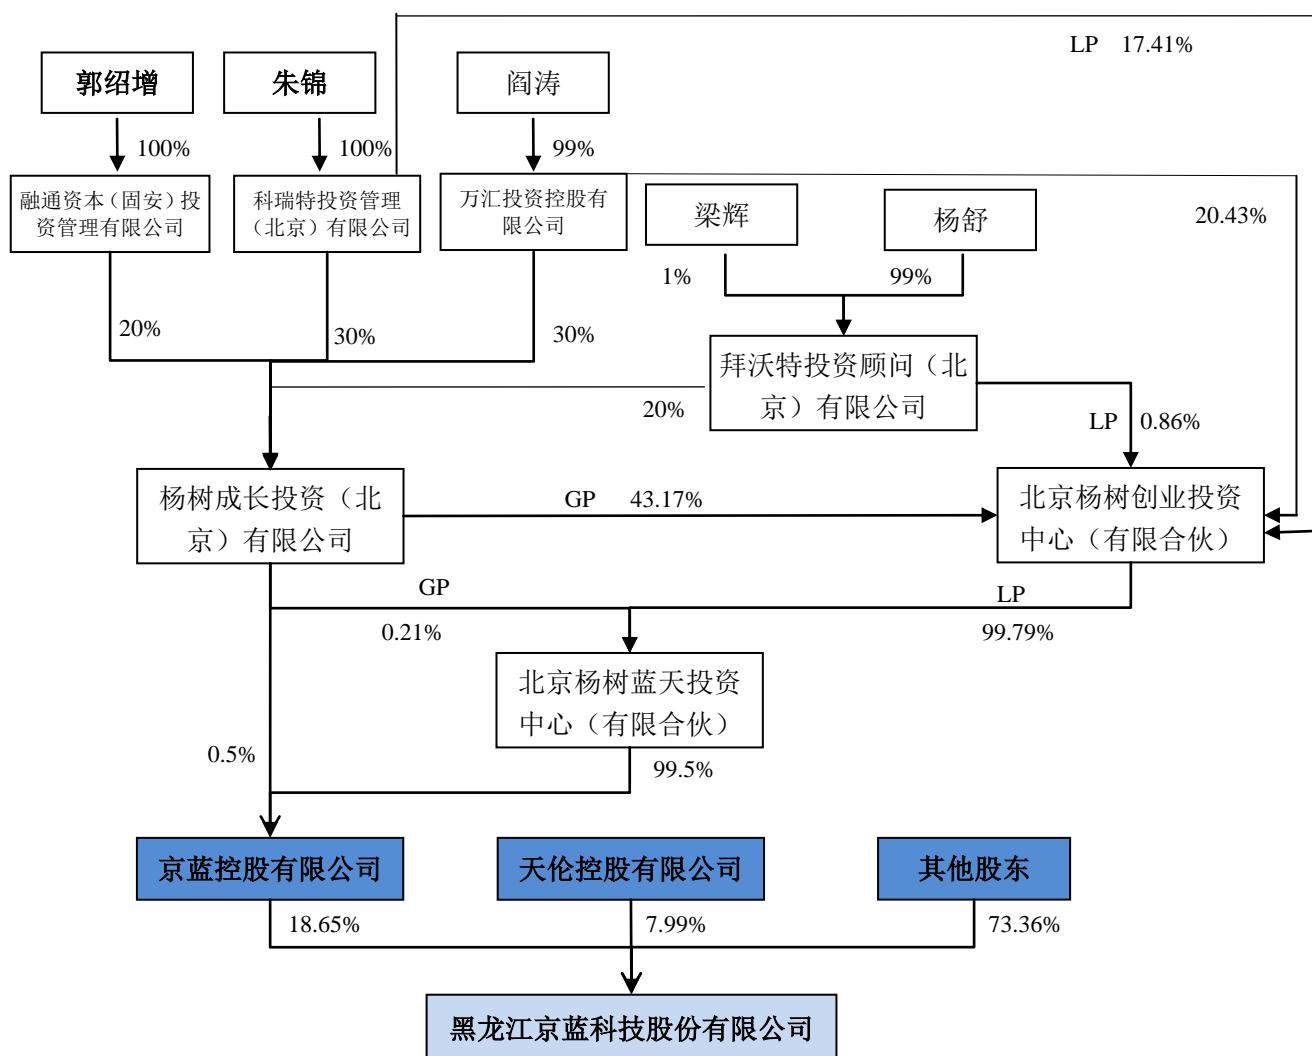 LP 17.41%
郭绍增
朱锦
阎涛
100%
100%
99%
融通资本（固安）投
资管理有限公司
科瑞特投资管理
（北京）有限公司
万汇投资控股有
限公司
梁辉
杨舒
20.43%
1%
99%
20%
30%
30%
拜沃特投资顾问（北
京）有限公司
20%
LP 0.86%
杨树成长投资（北
京）有限公司
GP 43.17%
北京杨树创业投资
中心（有限合伙）
GP
LP
0.21%
99.79%
北京杨树蓝天投资
中心（有限合伙）
0.5%
99.5%
京蓝控股有限公司
天伦控股有限公司
其他股东
18.65%
7.99%
73.36%
黑龙江京蓝科技股份有限公司